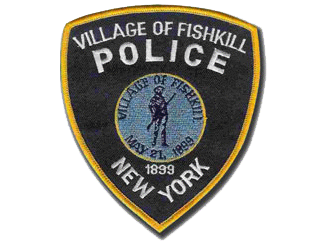 VILLAGE OF FISHKILL
POLICE
VILLAGE OF FISHKILL
MAY 21, 1899
1899
NEW YORK